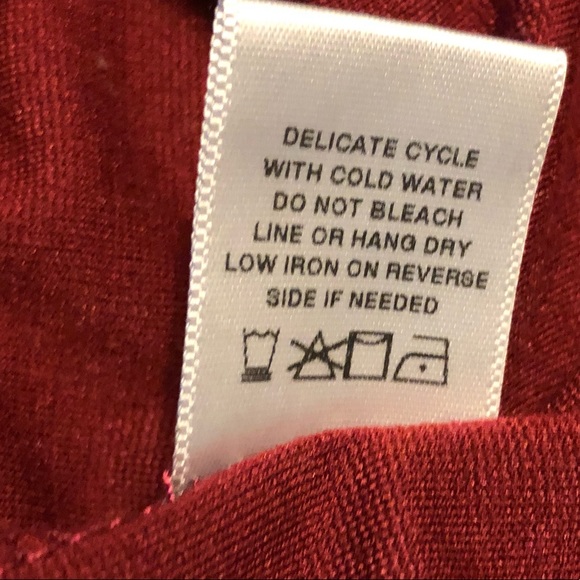 DELICATE CYCLE
WITH COLD WATER
DO NOT BLEACH
LINE OR HANG DRY
LOW IRON ON REVERSE
SIDE IF NEEDED